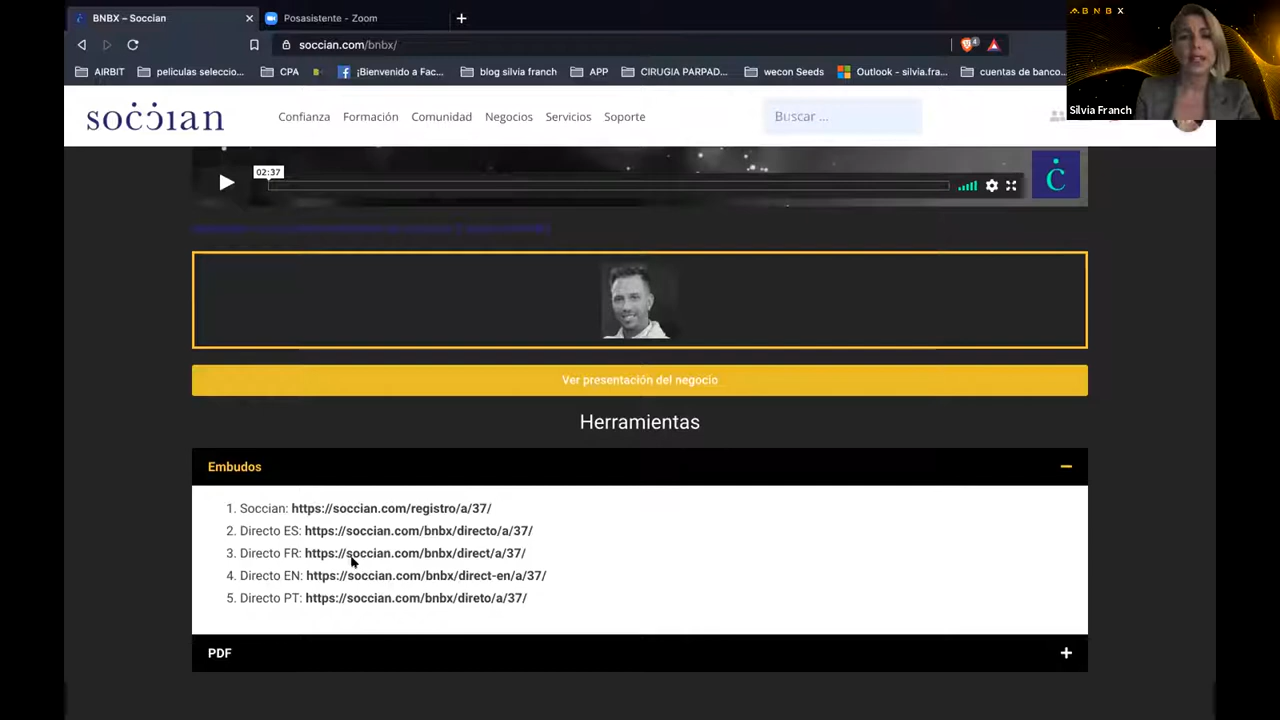 BNBX – Soccian
Posasistente - Zoom
soccian.com/bnbx/
4
AIRBIT
peliculas seleccio...
CPA
¡Bienvenido a Fac...
blog silvia franch
APP
CIRUGIA PARPAD...
wecon Seeds
Outlook - silvia.fra...
cuentas de banco...
ABNBX
Silvia Franch
soccian
Confianza
Formación
Comunidad
Negocios
Servicios
Soporte
Buscar ...
02:37
Ver presentación del negocio
Herramientas
Embudos
1. Soccian: https://soccian.com/registro/a/37/
2. Directo ES: https://soccian.com/bnbx/directo/a/37/
3. Directo FR: https://soccian.com/bnbx/direct/a/37/
4. Directo EN: https://soccian.com/bnbx/direct-en/a/37/
5. Directo PT: https://soccian.com/bnbx/direto/a/37/
PDF